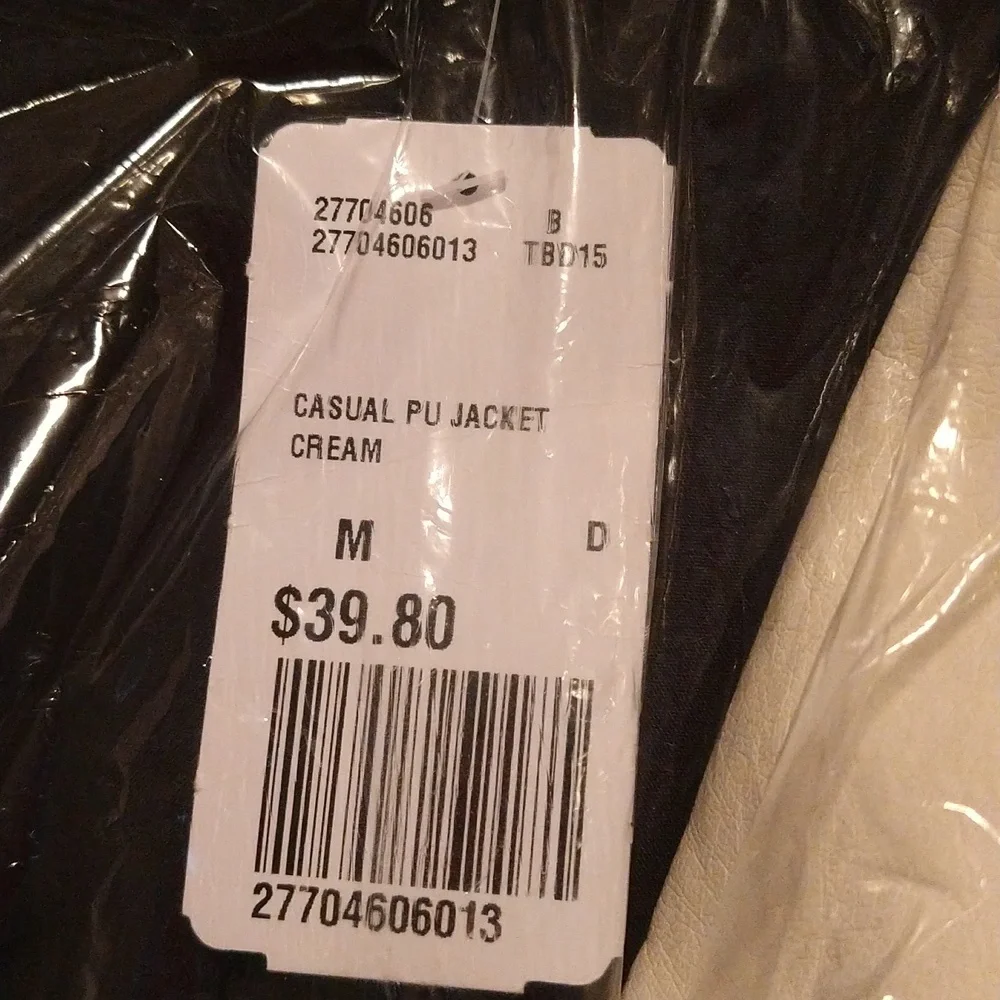 27704606 B
27704606013 TBD15
CASUAL PU JACKET
CREAM
M D
$39.80
27704606013